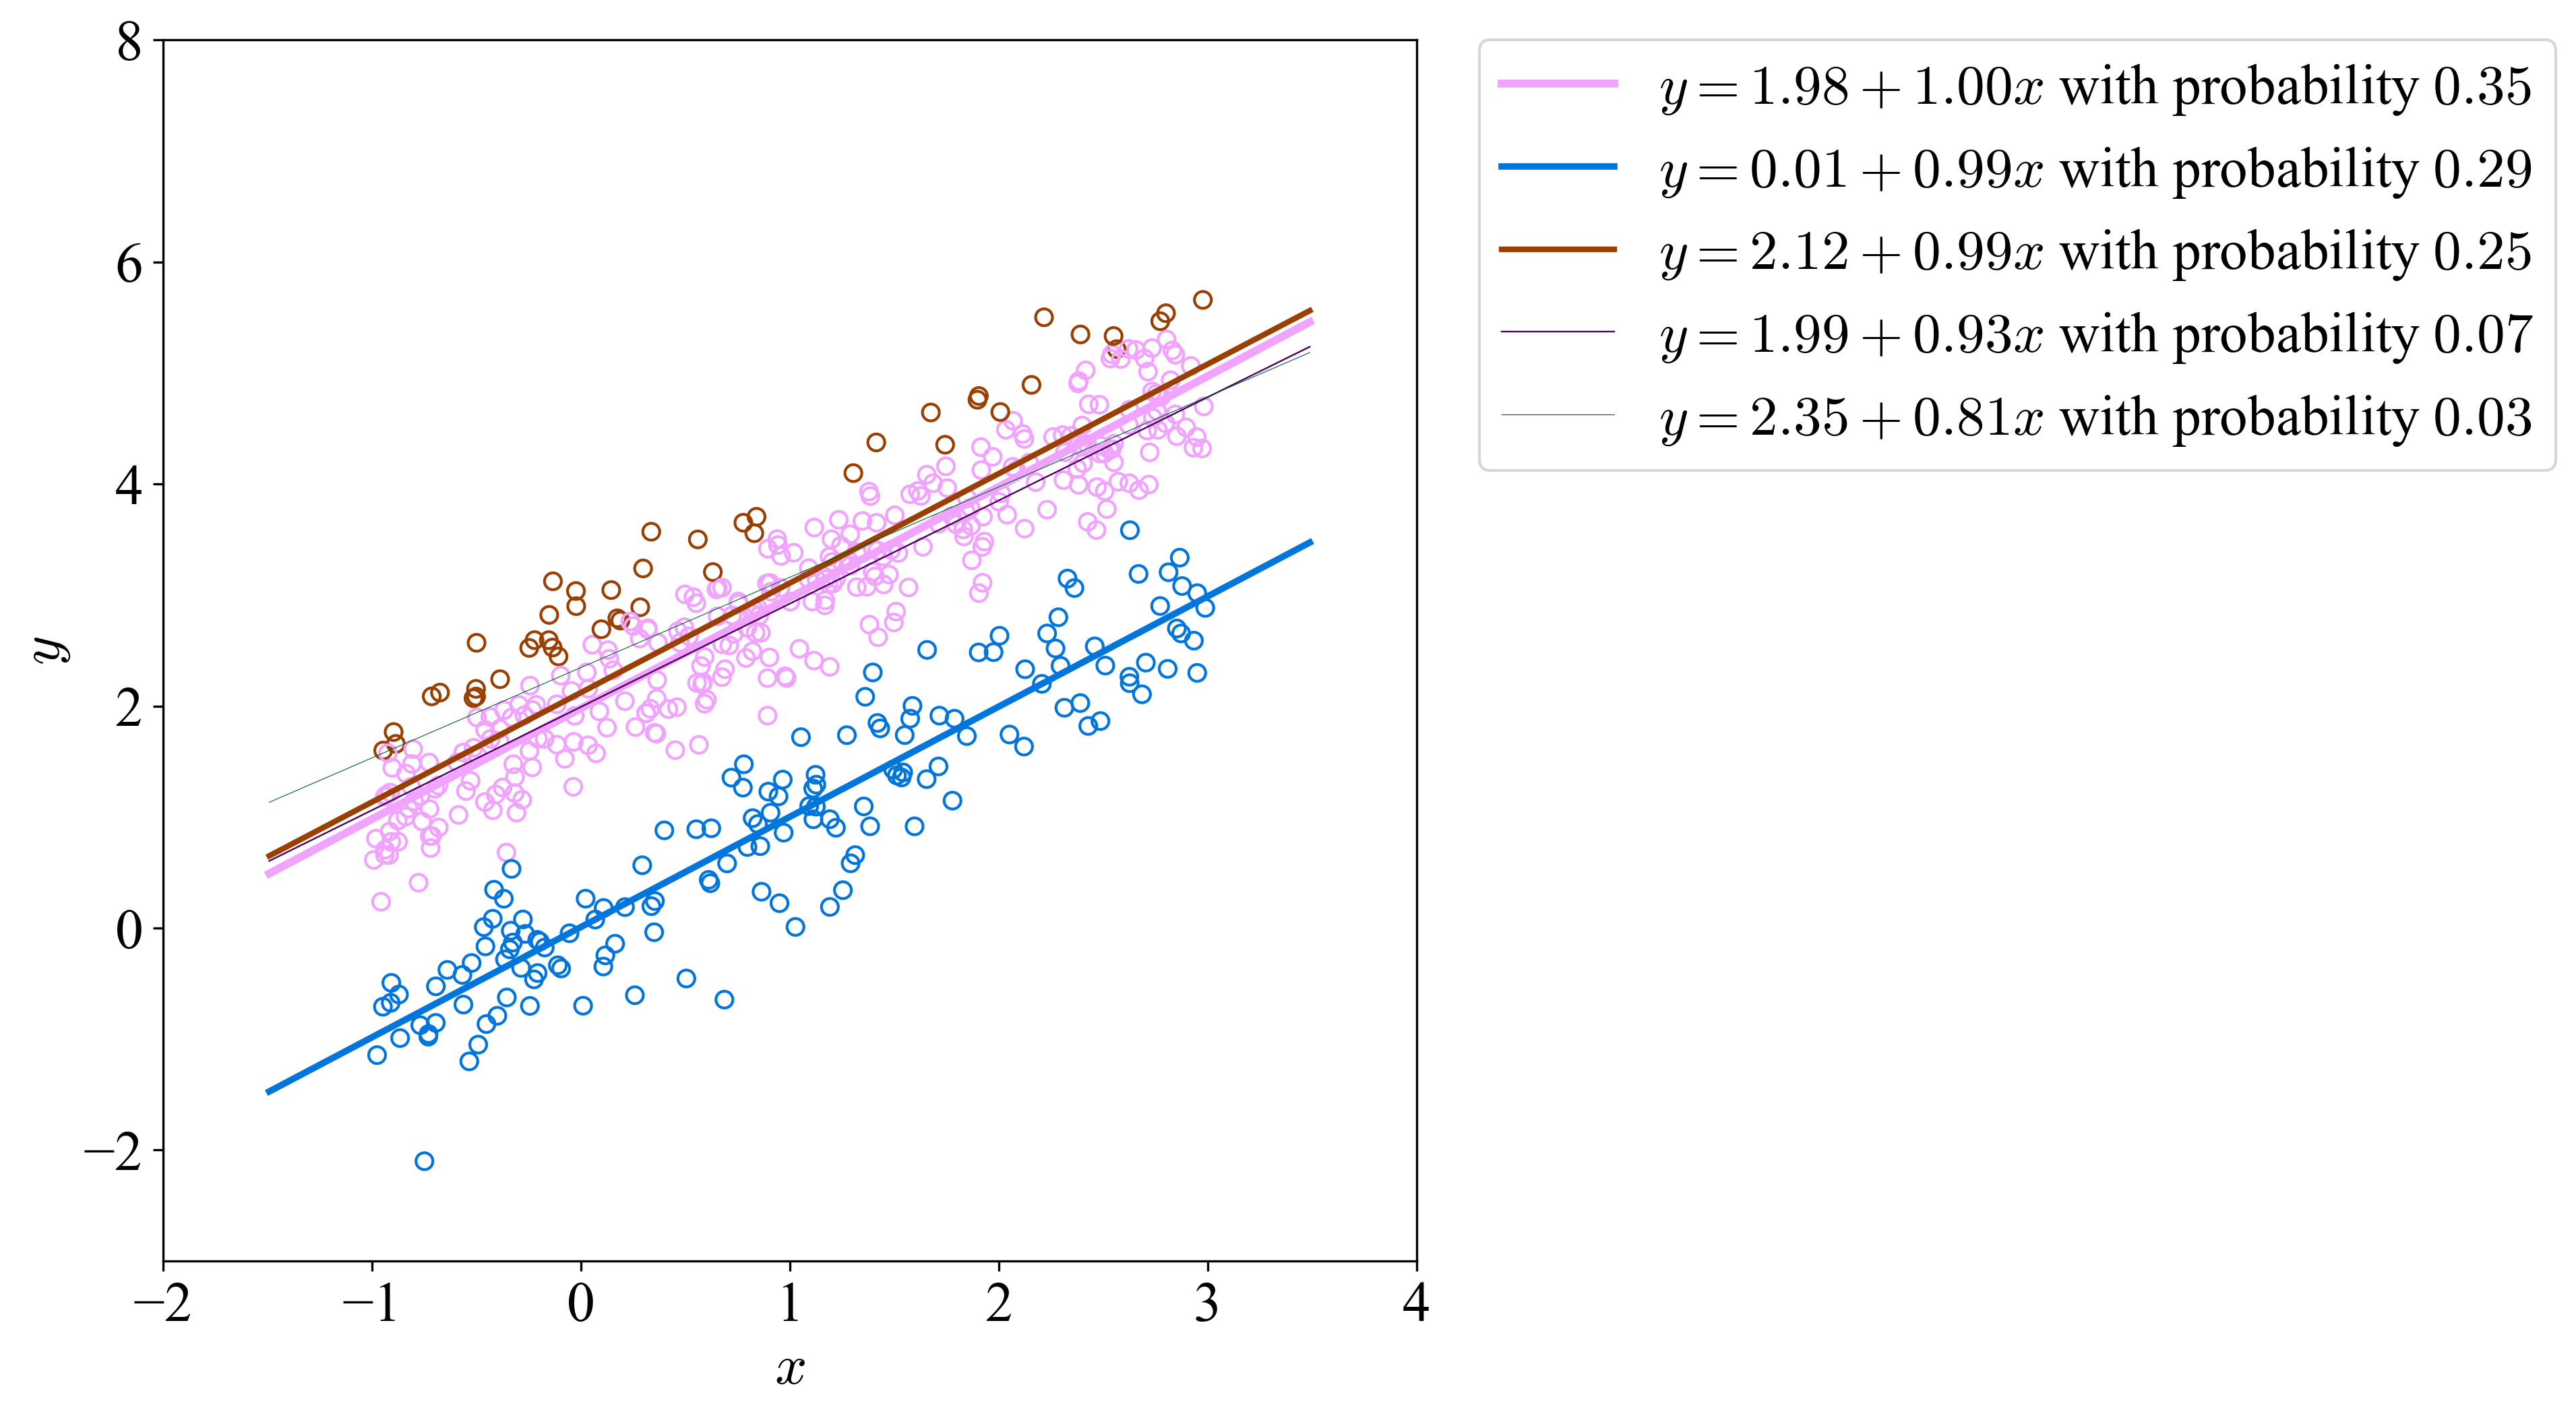 8
6
4
2
0
−2
−2 −1 0 1 2 3 4
x
y
y = 1.98 + 1.00x with probability 0.35
y = 0.01 + 0.99x with probability 0.29
y = 2.12 + 0.99x with probability 0.25
y = 1.99 + 0.93x with probability 0.07
y = 2.35 + 0.81x with probability 0.03